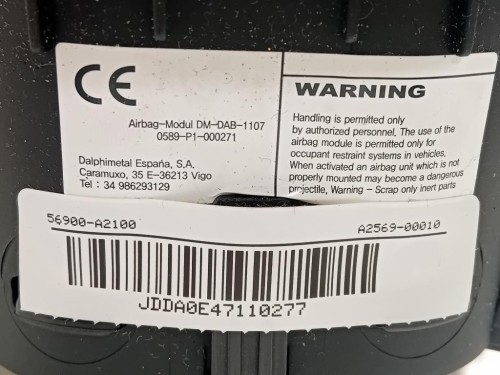 CE
Airbag-Modul DM-DAB-1107
0589-P1-000271
Dalphimetal España, S.A.
Caramuxo, 35 E-36213 Vigo
Tel : 34 986293129
WARNING
Handling is permitted only
by authorized personnel, The use of the
airbag module is permitted only for
occupant restraint systems in vehicles.
When activated an airbag unit which is not
properly mounted may become a dangerous
projectile, Warning - Scrap only inert parts
56900-A2100
A2569-00010
JDDA0E47110277